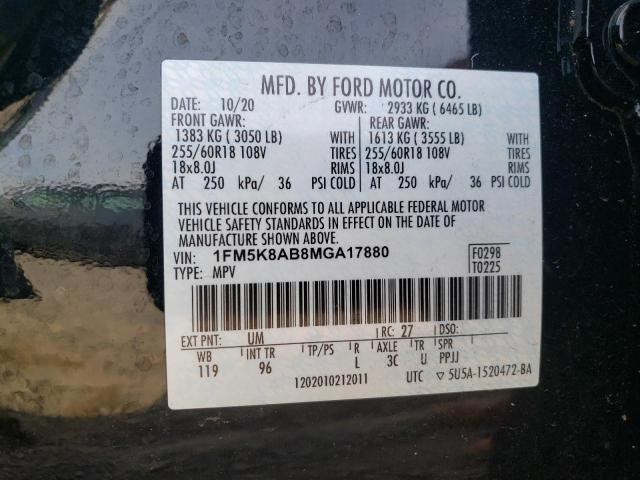 MFD. BY FORD MOTOR CO.
DATE: 10/20 GVWR: 2933 KG ( 6465 LB)
FRONT GAWR: REAR GAWR:
1383 KG ( 3050 LB) WITH 1613 KG ( 3555 LB) WITH
255/60R18 108V TIRES 255/60R18 108V TIRES
18x8.0J RIMS 18x8.0J RIMS
AT 250 kPa/ 36 PSI COLD AT 250 kPa/ 36 PSI COLD
THIS VEHICLE CONFORMS TO ALL APPLICABLE FEDERAL MOTOR
VEHICLE SAFETY STANDARDS IN EFFECT ON THE DATE OF
MANUFACTURE SHOWN ABOVE.
VIN: 1FM5K8AB8MGA17880 F0298
TYPE: MPV T0225
EXT PNT: UM RC: 27 DSO:
WB INT TR TP/PS R AXLE TR SPR
119 96 L 3C U PPJJ
1202010212011 UTC ▽ 5U5A-1520472-BA